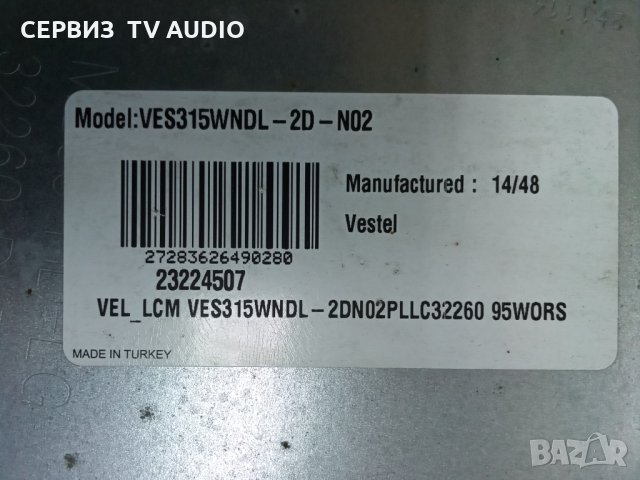 СЕРВИЗ TV AUDIO
Model:VES315WNDL-2D-N02
Manufactured : 14/48
Vestel
27283626490280
23224507
VEL_LCM VES315WNDL-2DN02PLLC32260 95WORS
MADE IN TURKEY
BAZAR